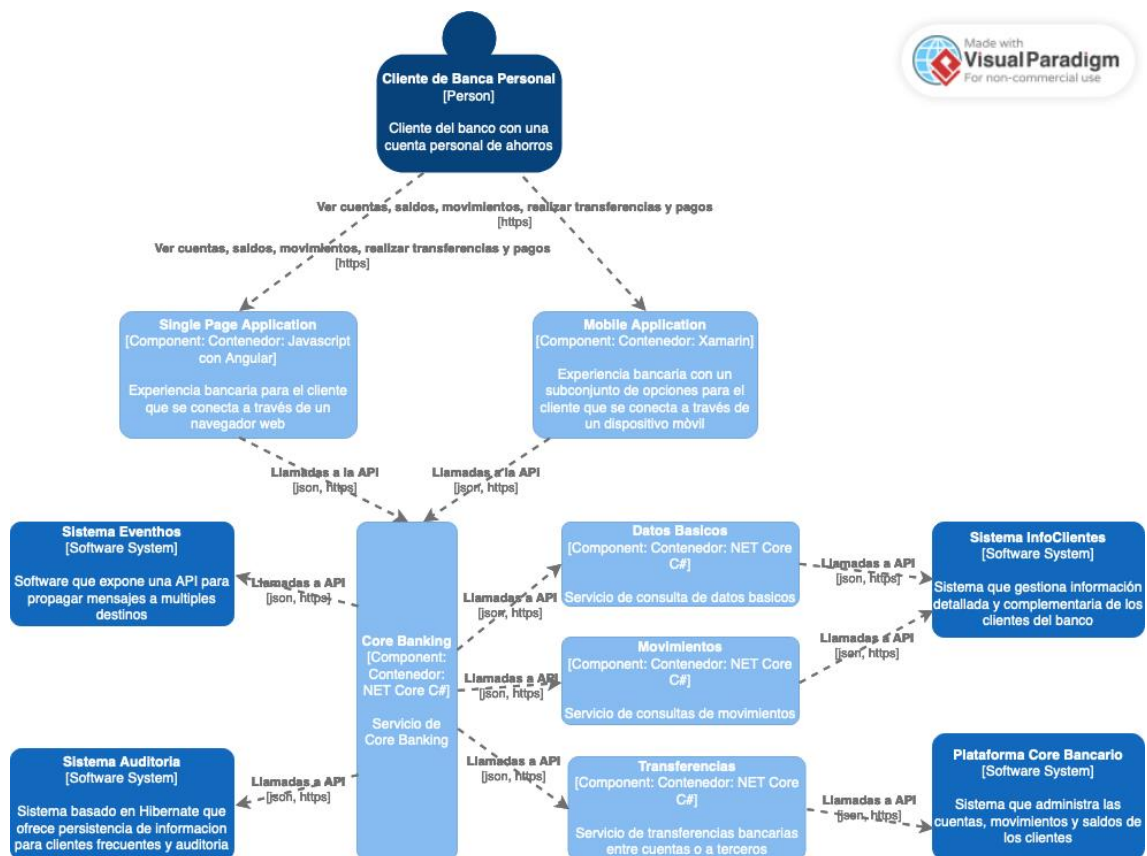 Made with
Visual Paradigm
For non-commercial use
Cliente de Banca Personal
[Person]
Cliente del banco con una
cuenta personal de ahorros
Ver cuentas, saldos, movimientos, realizar transferencias y pagos
[https]
Ver cuentas, saldos, movimientos, realizar transferencias y pagos
[https]
Single Page Application
[Component: Contenedor: Javascript
con Angular]
Experiencia bancaria para el cliente
que se conecta a través de un
navegador web
Mobile Application
[Component: Contenedor: Xamarin]
Experiencia bancaria con un
subconjunto de opciones para el
cliente que se conecta a través de
un dispositivo mòvil
Llamadas a la API
[json, https]
Llamadas a la API
[json, https]
Sistema Eventhos
[Software System]
Software que expone una API para
propagar mensajes a multiples
destinos
Llamadas a API
[json, https]
Core Banking
[Component:
Contenedor:
NET Core C#]
Servicio de
Core Banking
Llamadas a API
[json, https]
Datos Basicos
[Component: Contenedor: NET Core
C#]
Servicio de consulta de datos basicos
Llamadas a API
[json, https]
Sistema InfoClientes
[Software System]
Sistema que gestiona información
detallada y complementaria de los
clientes del banco
Llamadas a API
[json, https]
Movimientos
[Component: Contenedor: NET Core
C#]
Servicio de consultas de movimientos
Llamadas a API
[json, https]
Sistema Auditoria
[Software System]
Sistema basado en Hibernate que
ofrece persistencia de informacion
para clientes frecuentes y auditoria
Llamadas a API
[json, https]
Llamadas a API
[json, https]
Transferencias
[Component: Contenedor: NET Core
C#]
Servicio de transferencias bancarias
entre cuentas o a terceros
Llamadas a API
[json, https]
Plataforma Core Bancario
[Software System]
Sistema que administra las
cuentas, movimientos y saldos de
los clientes